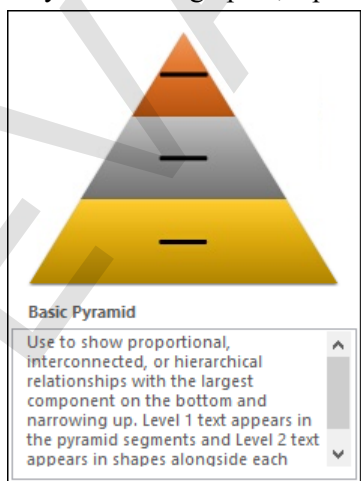 Basic Pyramid
Use to show proportional,
interconnected, or hierarchical
relationships with the largest
component on the bottom and
narrowing up. Level 1 text appears in
the pyramid segments and Level 2 text
appears in shapes alongside each